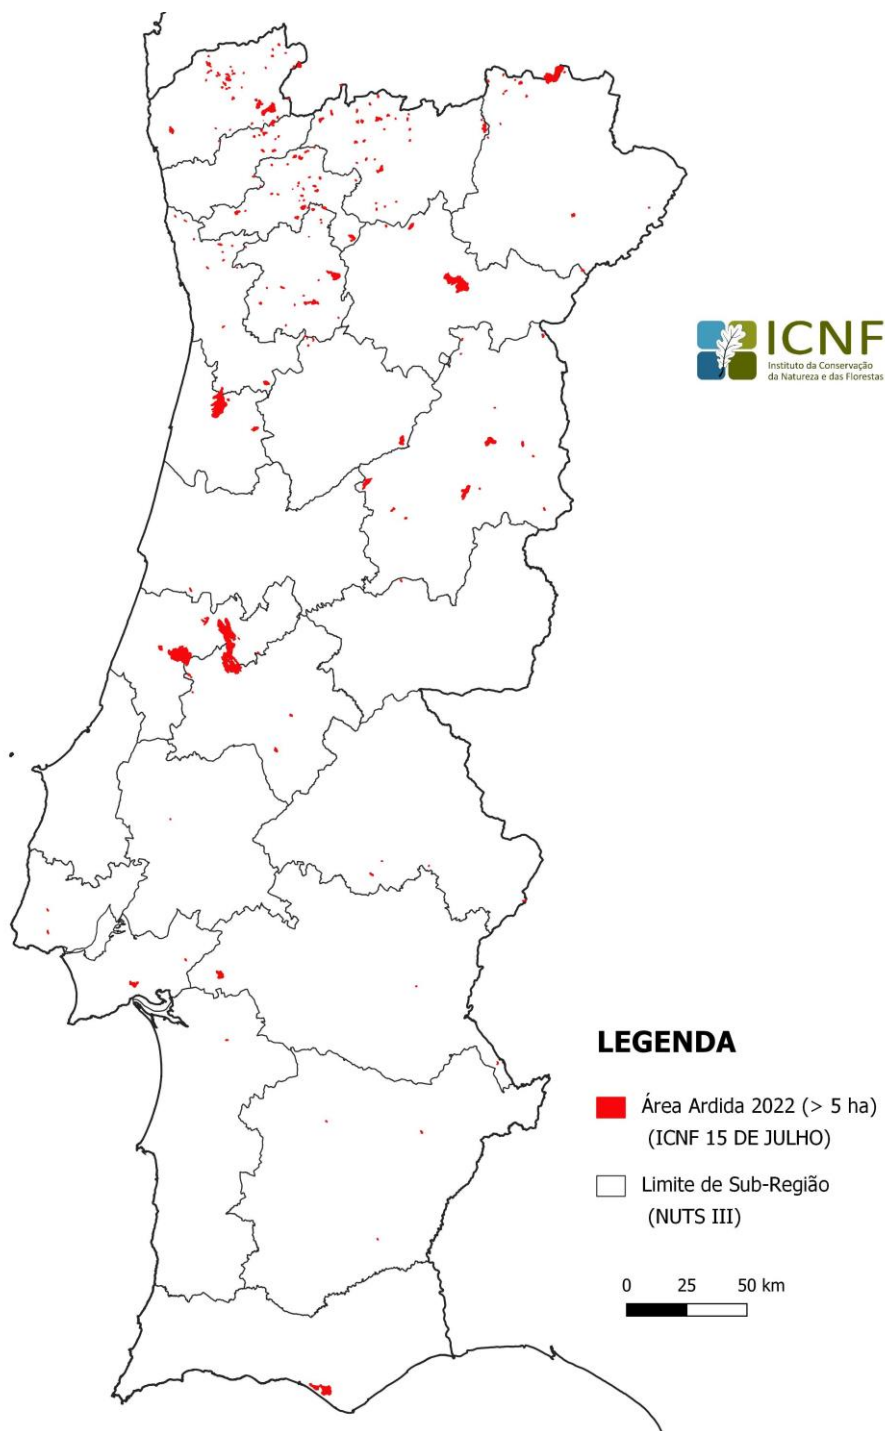 ICNF
Instituto da Conservação
da Natureza e das Florestas
LEGENDA
Área Ardida 2022 (> 5 ha)
(ICNF 15 DE JULHO)
Limite de Sub-Região
(NUTS III)
0 25 50 km